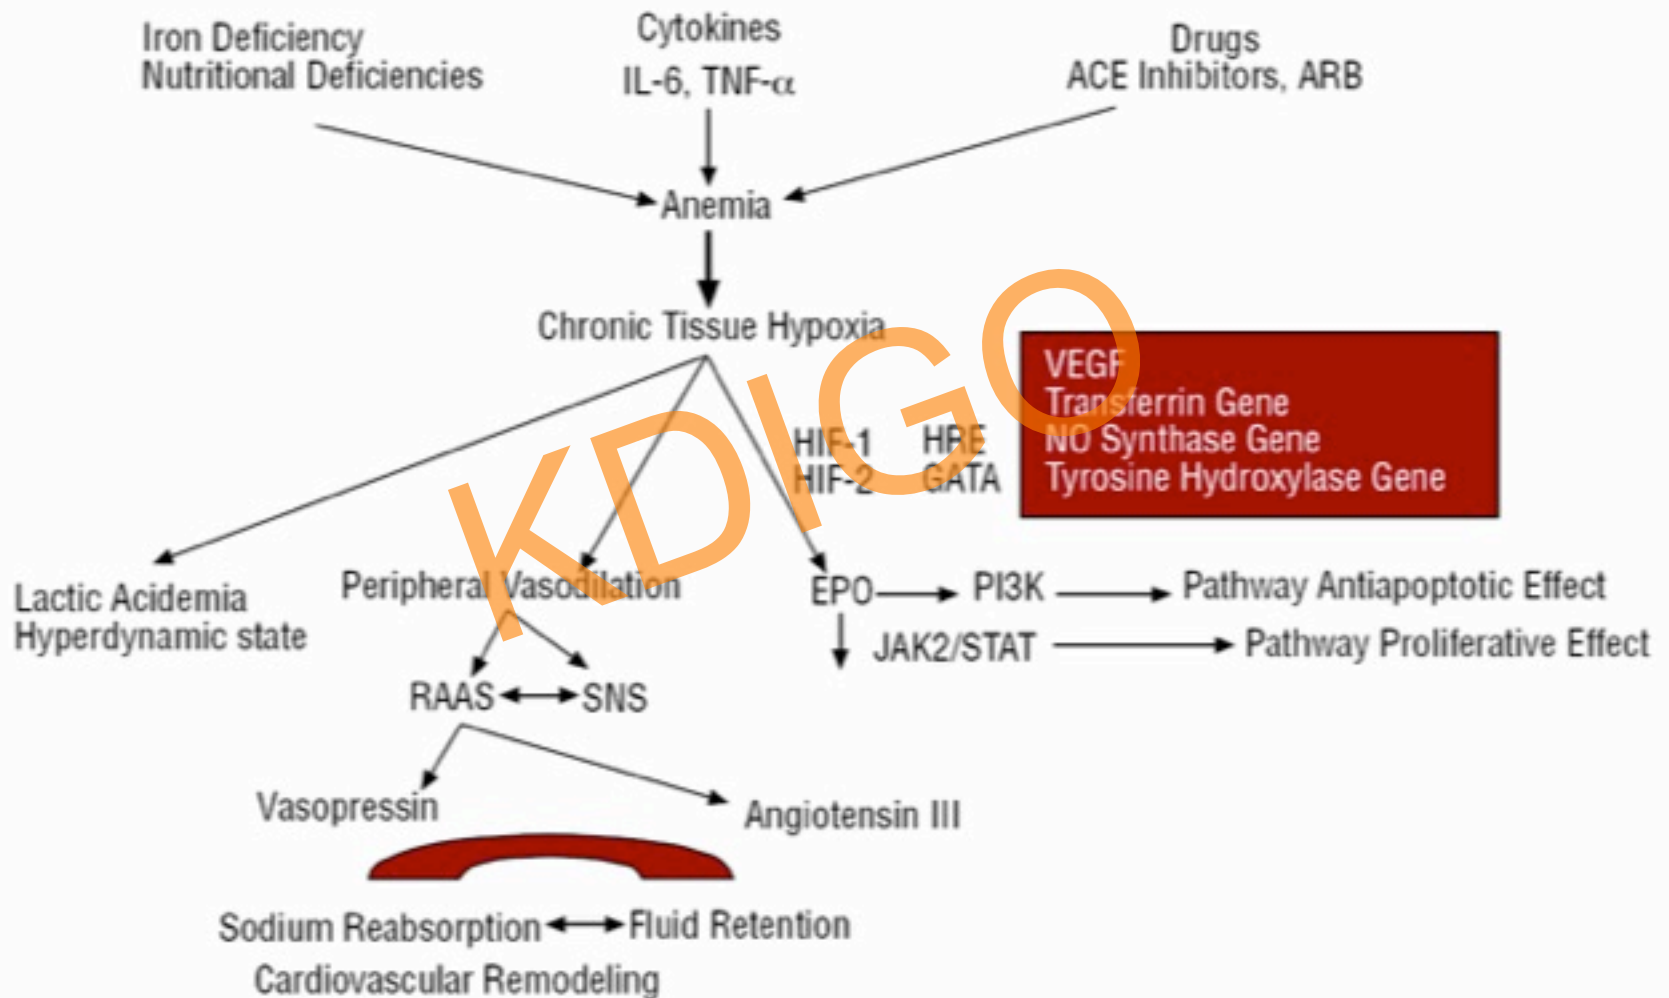 Iron Deficiency
Nutritional Deficiencies
Cytokines
IL-6, TNF-α
Drugs
ACE Inhibitors, ARB
Anemia
Chronic Tissue Hypoxia
HIF-1 HRE
HIF-2 GATA
VEGF
Transferrin Gene
NO Synthase Gene
Tyrosine Hydroxylase Gene
KDIGO
Lactic Acidemia
Hyperdynamic state
Peripheral Vasodilation
EPO PI3K Pathway Antiapoptotic Effect
JAK2/STAT Pathway Proliferative Effect
RAAS SNS
Vasopressin Angiotensin III
Sodium Reabsorption Fluid Retention
Cardiovascular Remodeling